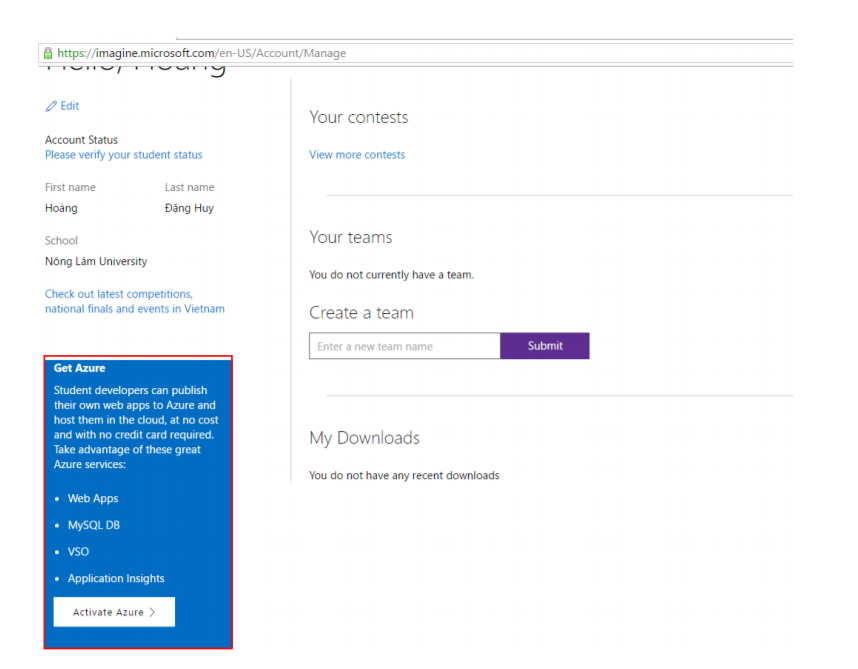 https://imagine.microsoft.com/en-US/Account/Manage
Hello, Hoang
Edit
Account Status
Please verify your student status
First name Last name
Hoàng Đăng Huy
School
Nông Lâm University
Check out latest competitions,
national finals and events in Vietnam
Get Azure
Student developers can publish
their own web apps to Azure and
host them in the cloud, at no cost
and with no credit card required.
Take advantage of these great
Azure services:
• Web Apps
• MySQL DB
• VSO
• Application Insights
Activate Azure >
Your contests
View more contests
Your teams
You do not currently have a team.
Create a team
Enter a new team name Submit
My Downloads
You do not have any recent downloads